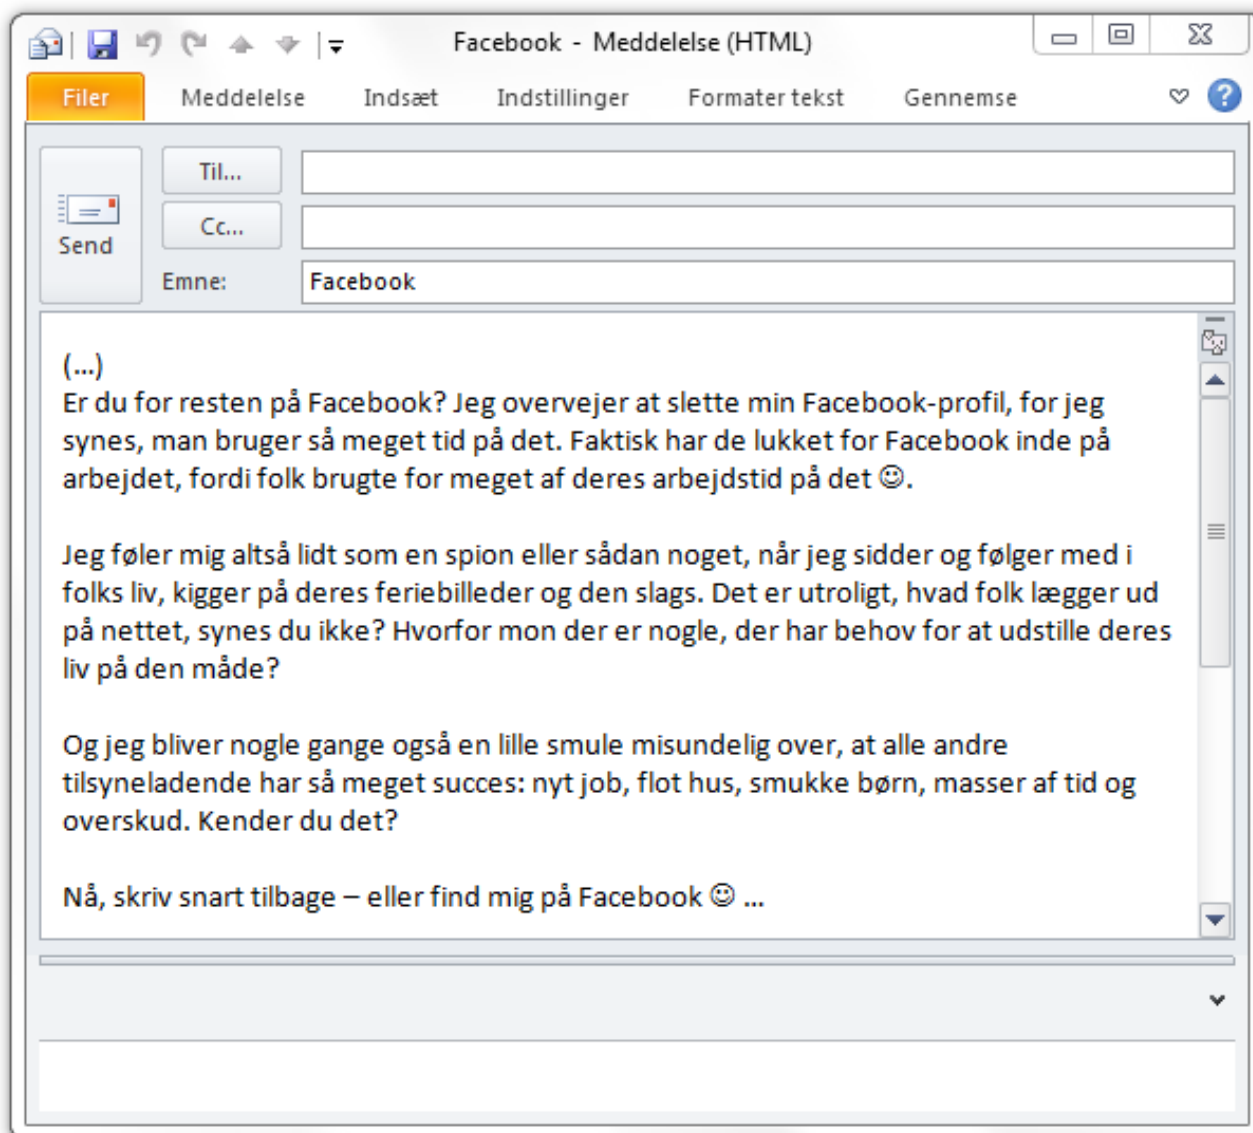 Facebook - Meddelelse (HTML)
Filer Meddelelse Indsæt Indstillinger Formater tekst Gennemse
Til...
Cc...
Send
Emne: Facebook
(...)
Er du for resten på Facebook? Jeg overvejer at slette min Facebook-profil, for jeg
synes, man bruger så meget tid på det. Faktisk har de lukket for Facebook inde på
arbejdet, fordi folk brugte for meget af deres arbejdstid på det ☺.
Jeg føler mig altså lidt som en spion eller sådan noget, når jeg sidder og følger med i
folks liv, kigger på deres feriebilleder og den slags. Det er utroligt, hvad folk lægger ud
på nettet, synes du ikke? Hvorfor mon der er nogle, der har behov for at udstille deres
liv på den måde?
Og jeg bliver nogle gange også en lille smule misundelig over, at alle andre
tilsyneladende har så meget succes: nyt job, flot hus, smukke børn, masser af tid og
overskud. Kender du det?
Nå, skriv snart tilbage – eller find mig på Facebook ☺ ...